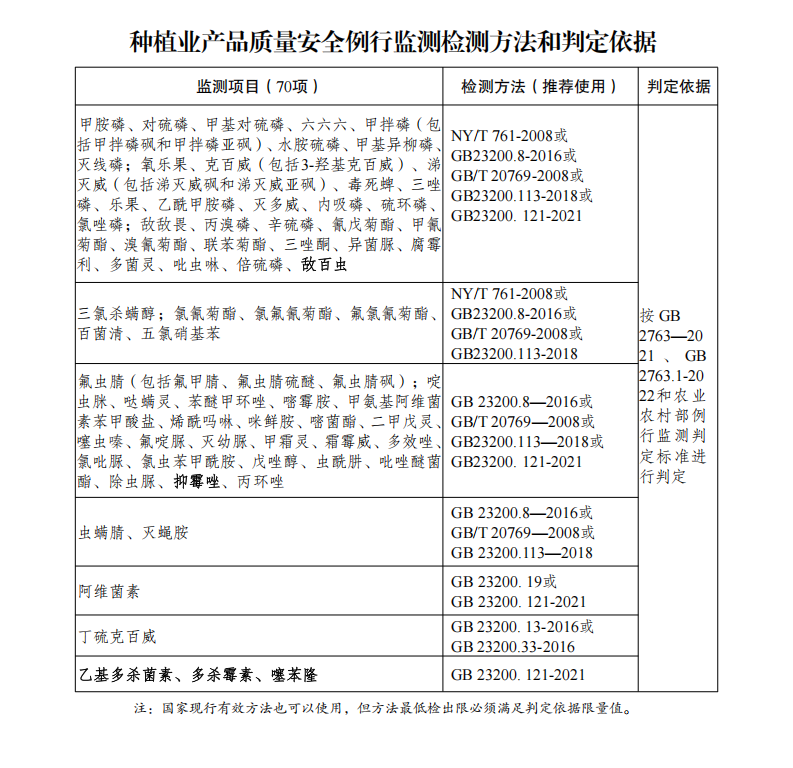 种植业产品质量安全例行监测检测方法和判定依据
监测项目（70项）
检测方法（推荐使用）
判定依据
甲胺磷、对硫磷、甲基对硫磷、六六六、甲拌磷（包
括甲拌磷砜和甲拌磷亚砜）、水胺硫磷、甲基异柳磷、
灭线磷；氧乐果、克百威（包括3-羟基克百威）、涕
灭威（包括涕灭威砜和涕灭威亚砜）、毒死蜱、三唑
磷、乐果、乙酰甲胺磷、灭多威、内吸磷、硫环磷、
氯唑磷；敌敌畏、丙溴磷、辛硫磷、氰戊菊酯、甲氰
菊酯、溴氰菊酯、联苯菊酯、三唑酮、异菌脲、腐霉
利、多菌灵、吡虫啉、倍硫磷、敌百虫
NY/T 761-2008或
GB23200.8-2016或
GB/T 20769-2008或
GB23200.113-2018或
GB23200. 121-2021
三氯杀螨醇；氯氰菊酯、氯氟氰菊酯、氟氯氰菊酯、
百菌清、五氯硝基苯
NY/T 761-2008或
GB23200.8-2016或
GB/T 20769-2008或
GB23200.113-2018
氟虫腈（包括氟甲腈、氟虫腈硫醚、氟虫腈砜）；啶
虫脒、哒螨灵、苯醚甲环唑、嘧霉胺、甲氨基阿维菌
素苯甲酸盐、烯酰吗啉、咪鲜胺、嘧菌酯、二甲戊灵、
噻虫嗪、氟啶脲、灭幼脲、甲霜灵、霜霉威、多效唑、
氯吡脲、氯虫苯甲酰胺、戊唑醇、虫酰肼、吡唑醚菌
酯、除虫脲、抑霉唑、丙环唑
GB 23200.8—2016或
GB/T 20769—2008或
GB23200.113—2018或
GB23200. 121-2021
虫螨腈、灭蝇胺
GB 23200.8—2016或
GB/T 20769—2008或
GB 23200.113—2018
阿维菌素
GB 23200. 19或
GB 23200. 121-2021
丁硫克百威
GB 23200. 13-2016或
GB 23200.33-2016
乙基多杀菌素、多杀霉素、噻苯隆
GB 23200. 121-2021
按 GB
2763—20
21 、 GB
2763.1-20
22和农业
农村部例
行监测判
定标准进
行判定
注：国家现行有效方法也可以使用，但方法最低检出限必须满足判定依据限量值。